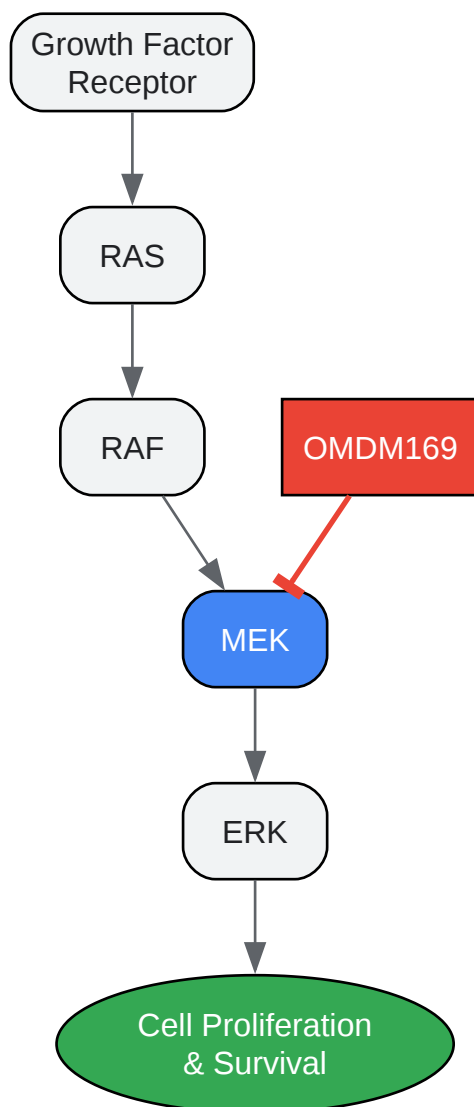 Growth Factor
Receptor
RAS
RAF
OMDM169
MEK
ERK
Cell Proliferation
& Survival